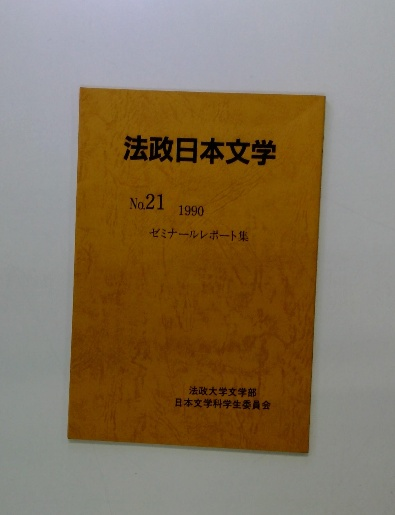 法政日本文学
No.21 1990
ゼミナールレポート集
法政大学文学部
日本文学科学生委員会